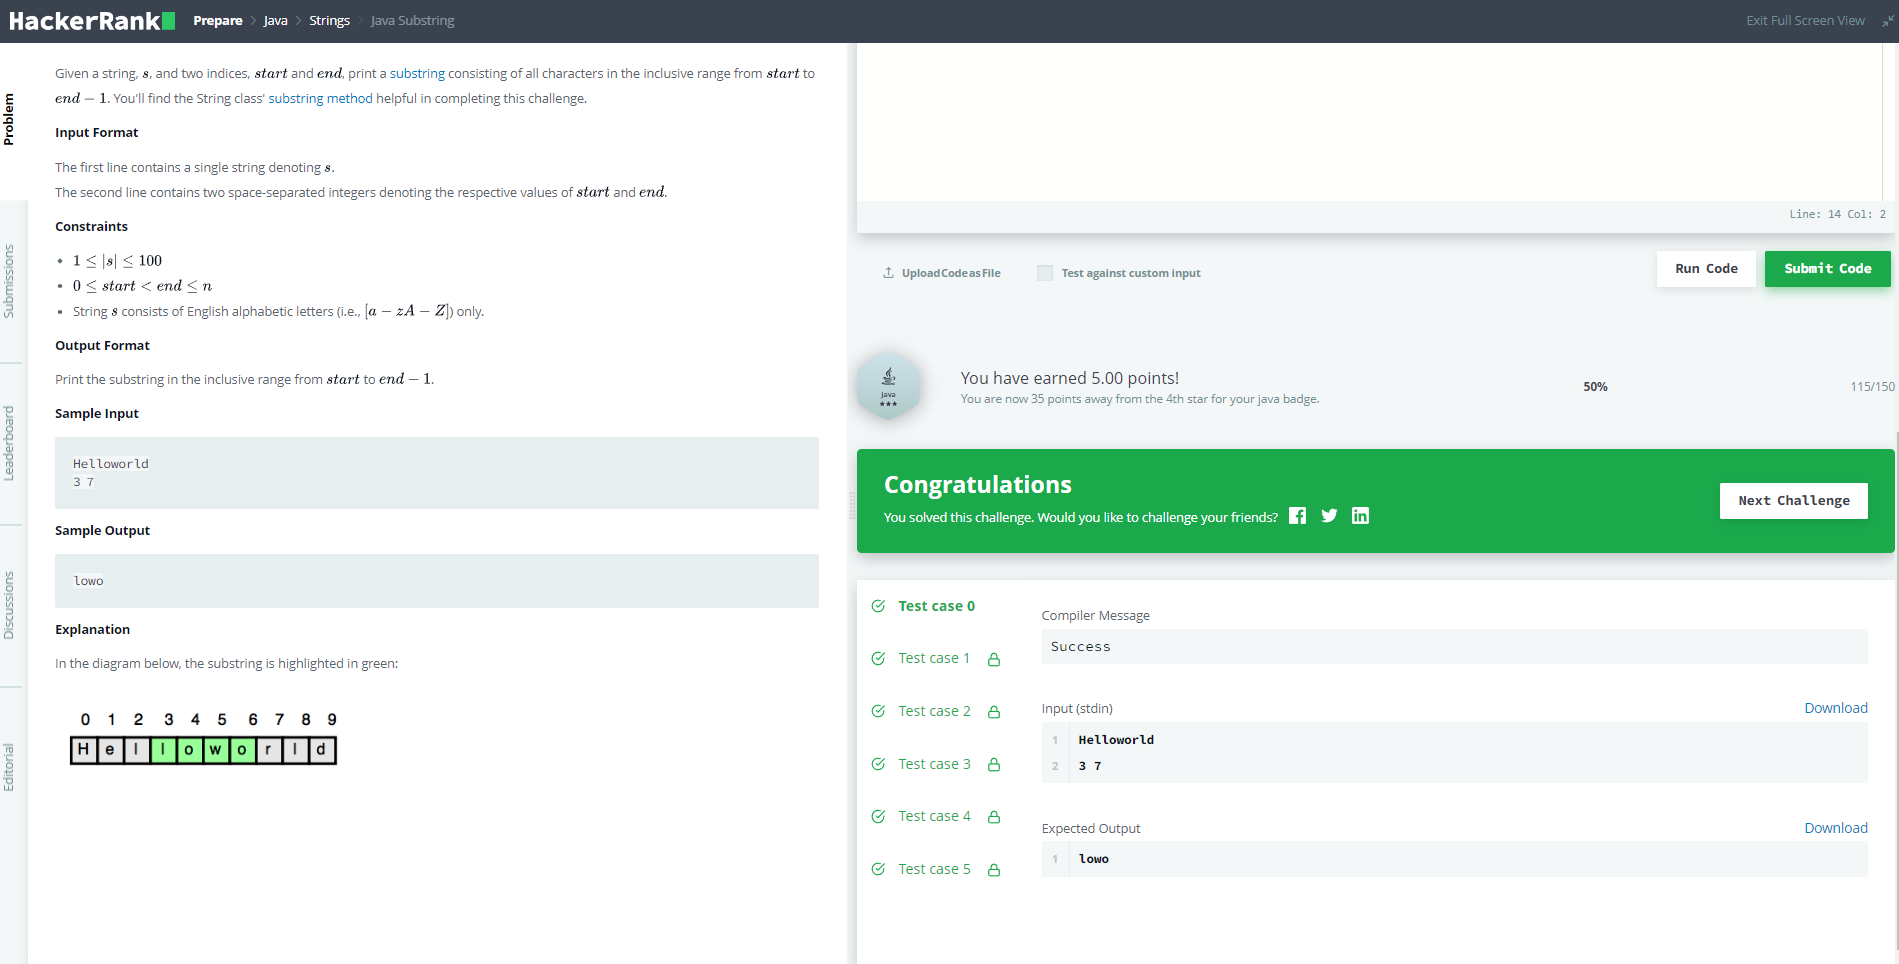 HackerRank
Prepare > Java > Strings > Java Substring
Exit Full Screen View
Problem
Submissions
Leaderboard
Discussions
Editorial
Given a string, s, and two indices, start and end, print a substring consisting of all characters in the inclusive range from start to
end − 1. You'll find the String class' substring method helpful in completing this challenge.
Input Format
The first line contains a single string denoting s.
The second line contains two space-separated integers denoting the respective values of start and end.
Constraints
• 1 ≤ |s| ≤ 100
• 0 ≤ start < end ≤ n
• String s consists of English alphabetic letters (i.e., [a − zA − Z]) only.
Output Format
Print the substring in the inclusive range from start to end − 1.
Sample Input
Helloworld
3 7
Sample Output
lowo
Explanation
In the diagram below, the substring is highlighted in green:
0 1 2 3 4 5 6 7 8 9
H e l l o w o r l d
Line: 14 Col: 2
Upload Code as File
Test against custom input
Run Code
Submit Code
Java
★★★
You have earned 5.00 points!
You are now 35 points away from the 4th star for your java badge.
50%
115/150
Congratulations
You solved this challenge. Would you like to challenge your friends?
Next Challenge
Test case 0
Test case 1
Test case 2
Test case 3
Test case 4
Test case 5
Compiler Message
Success
Input (stdin)
Download
1 Helloworld
2 3 7
Expected Output
Download
1 lowo